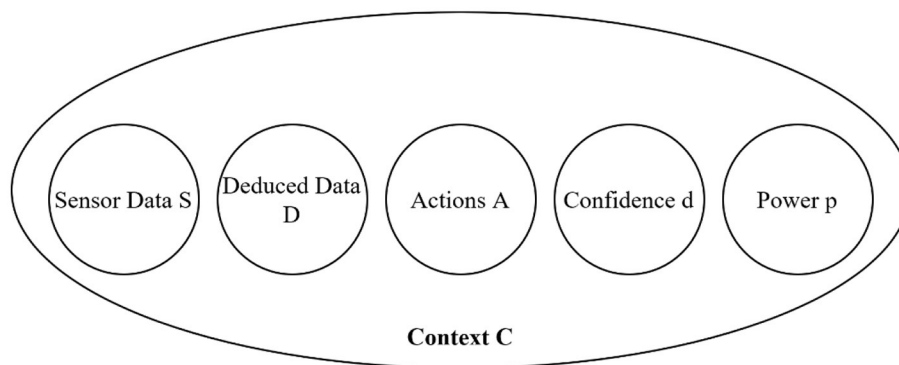 Sensor Data S
Deduced Data
D
Actions A
Confidence d
Power p
Context C